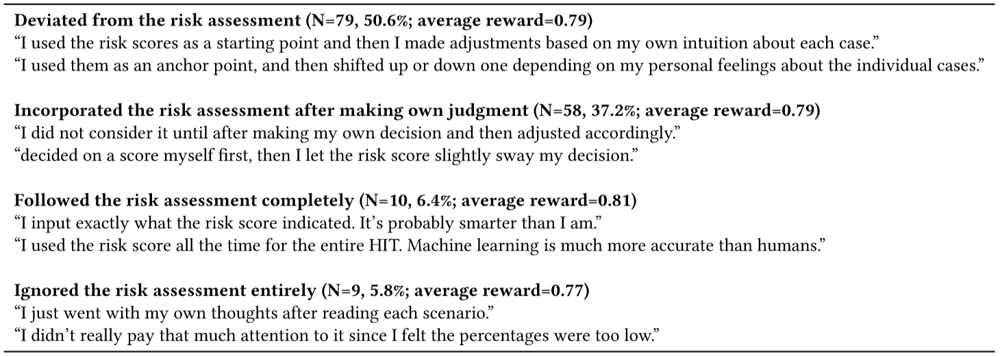 Deviated from the risk assessment (N=79, 50.6%; average reward=0.79)
“I used the risk scores as a starting point and then I made adjustments based on my own intuition about each case.”
“I used them as an anchor point, and then shifted up or down one depending on my personal feelings about the individual cases.”
Incorporated the risk assessment after making own judgment (N=58, 37.2%; average reward=0.79)
“I did not consider it until after making my own decision and then adjusted accordingly.”
“decided on a score myself first, then I let the risk score slightly sway my decision.”
Followed the risk assessment completely (N=10, 6.4%; average reward=0.81)
“I input exactly what the risk score indicated. It’s probably smarter than I am.”
“I used the risk score all the time for the entire HIT. Machine learning is much more accurate than humans.”
Ignored the risk assessment entirely (N=9, 5.8%; average reward=0.77)
“I just went with my own thoughts after reading each scenario.”
“I didn’t really pay that much attention to it since I felt the percentages were too low.”